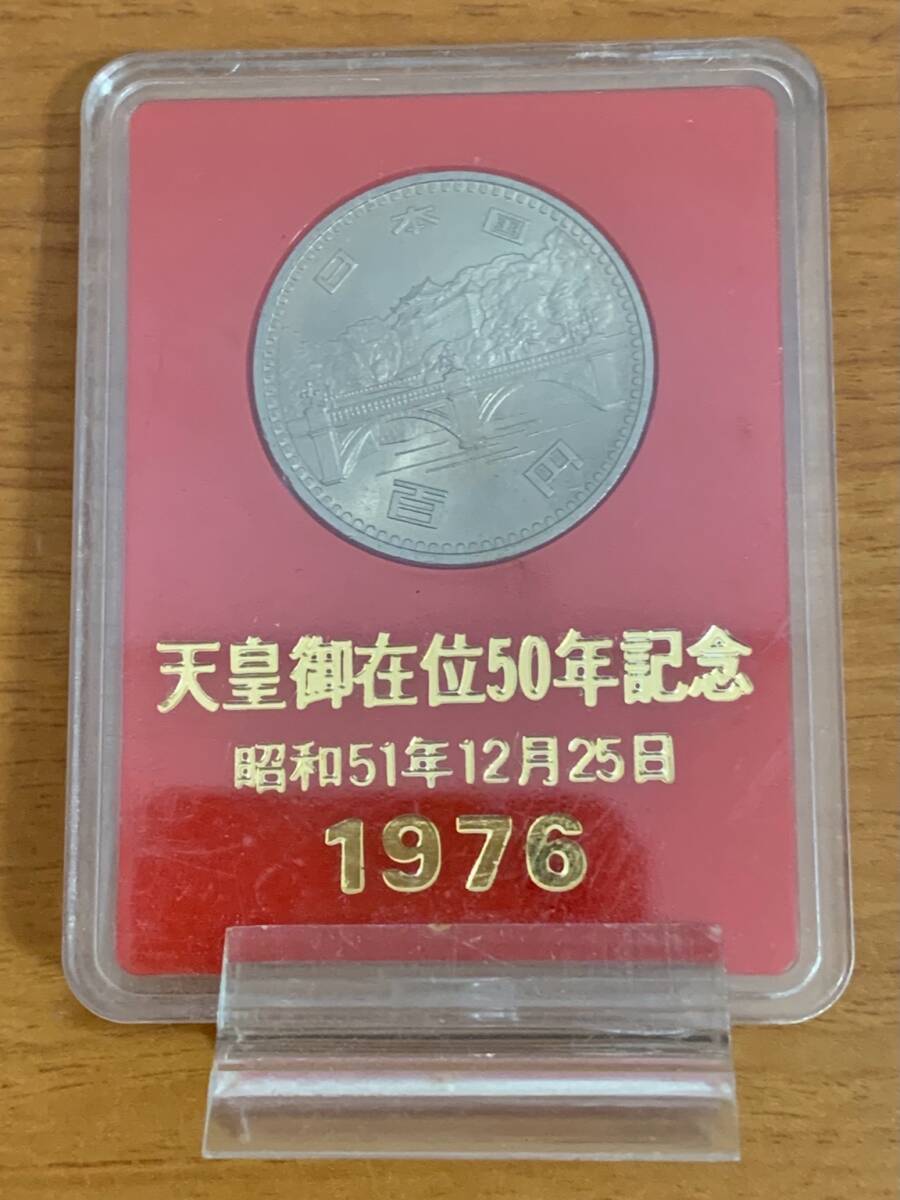 日本国
百円
天皇御在位50年記念
昭和51年12月25日
1976